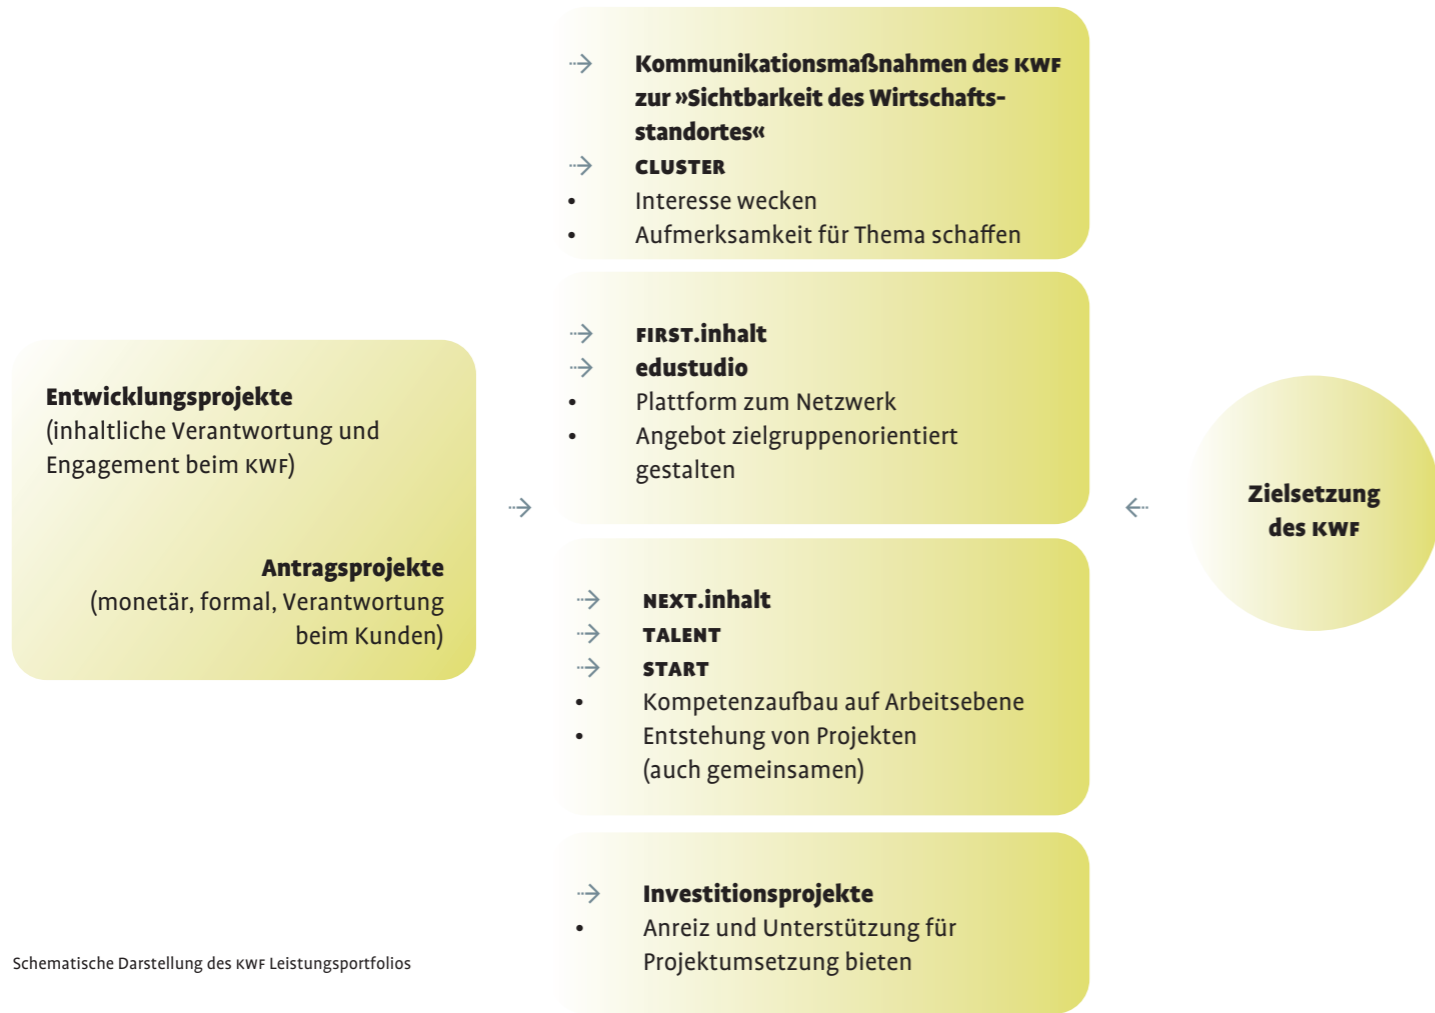 Entwicklungsprojekte
(inhaltliche Verantwortung und
Engagement beim KWF)
Antragsprojekte
(monetär, formal, Verantwortung
beim Kunden)
→ Kommunikationsmaßnahmen des KWF
zur »Sichtbarkeit des Wirtschafts-
standortes«
→ CLUSTER
• Interesse wecken
• Aufmerksamkeit für Thema schaffen
→ FIRST.inhalt
→ edustudio
• Plattform zum Netzwerk
• Angebot zielgruppenorientiert
gestalten
→ NEXT.inhalt
→ TALENT
→ START
• Kompetenzaufbau auf Arbeitsebene
• Entstehung von Projekten
(auch gemeinsamen)
→ Investitionsprojekte
• Anreiz und Unterstützung für
Projektumsetzung bieten
Zielsetzung
des KWF
Schematische Darstellung des KWF Leistungsportfolios